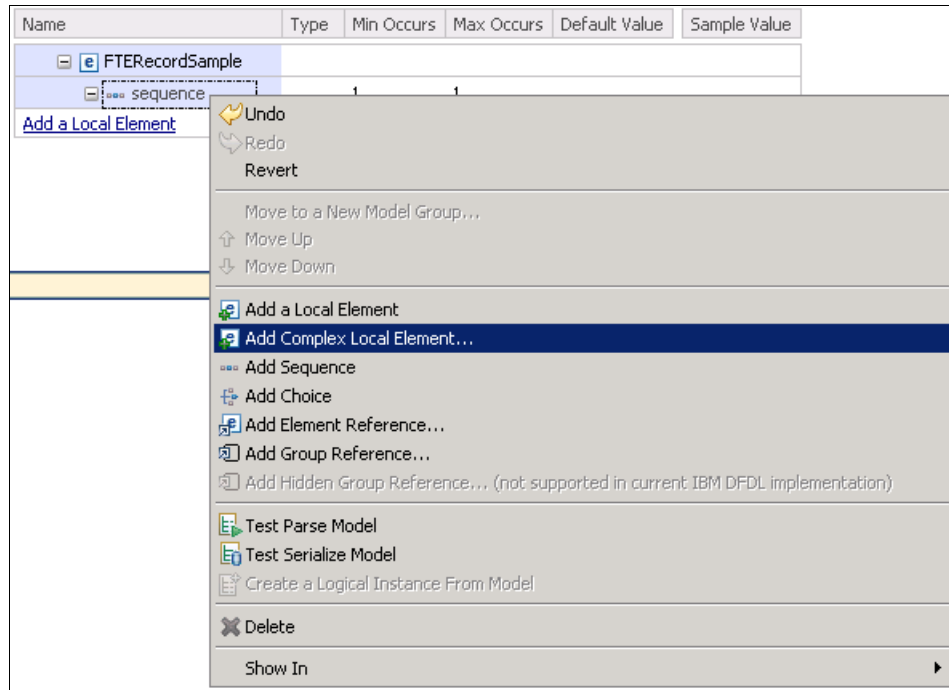 Name Type Min Occurs Max Occurs Default Value Sample Value
e FTERecordSample
sequence 1 1
Add a Local Element
Undo
Redo
Revert
Move to a New Model Group...
Move Up
Move Down
Add a Local Element
Add Complex Local Element...
Add Sequence
Add Choice
Add Element Reference...
Add Group Reference...
Add Hidden Group Reference... (not supported in current IBM DFDL implementation)
Test Parse Model
Test Serialize Model
Create a Logical Instance From Model
Delete
Show In